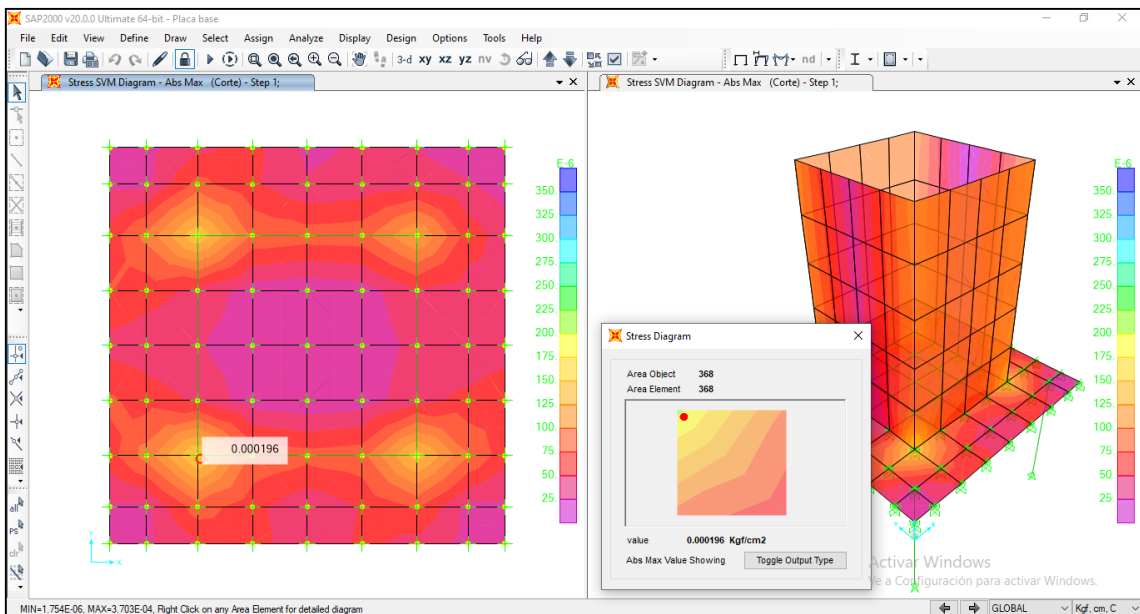 SAP2000 v20.0.0 Ultimate 64-bit - Placa base
File Edit View Define Draw Select Assign Analyze Display Design Options Tools Help
3-d xy xz yz nv nd
Stress SVM Diagram - Abs Max (Corte) - Step 1;
Stress SVM Diagram - Abs Max (Corte) - Step 1;
E-6
350.
325.
300.
275.
250.
225.
200.
175.
150.
125.
100.
75.
50.
25.
0.000196
Y
X
all
PS
clr
E-6
350.
325.
300.
275.
250.
225.
200.
175.
150.
125.
100.
75.
50.
25.
Stress Diagram
Area Object 368
Area Element 368
value 0.000196 Kgf/cm2
Abs Max Value Showing Toggle Output Type
Activar Windows
Ve a Configuración para activar Windows.
MIN=1.754E-06, MAX=3.703E-04, Right Click on any Area Element for detailed diagram
GLOBAL Kgf, cm, C